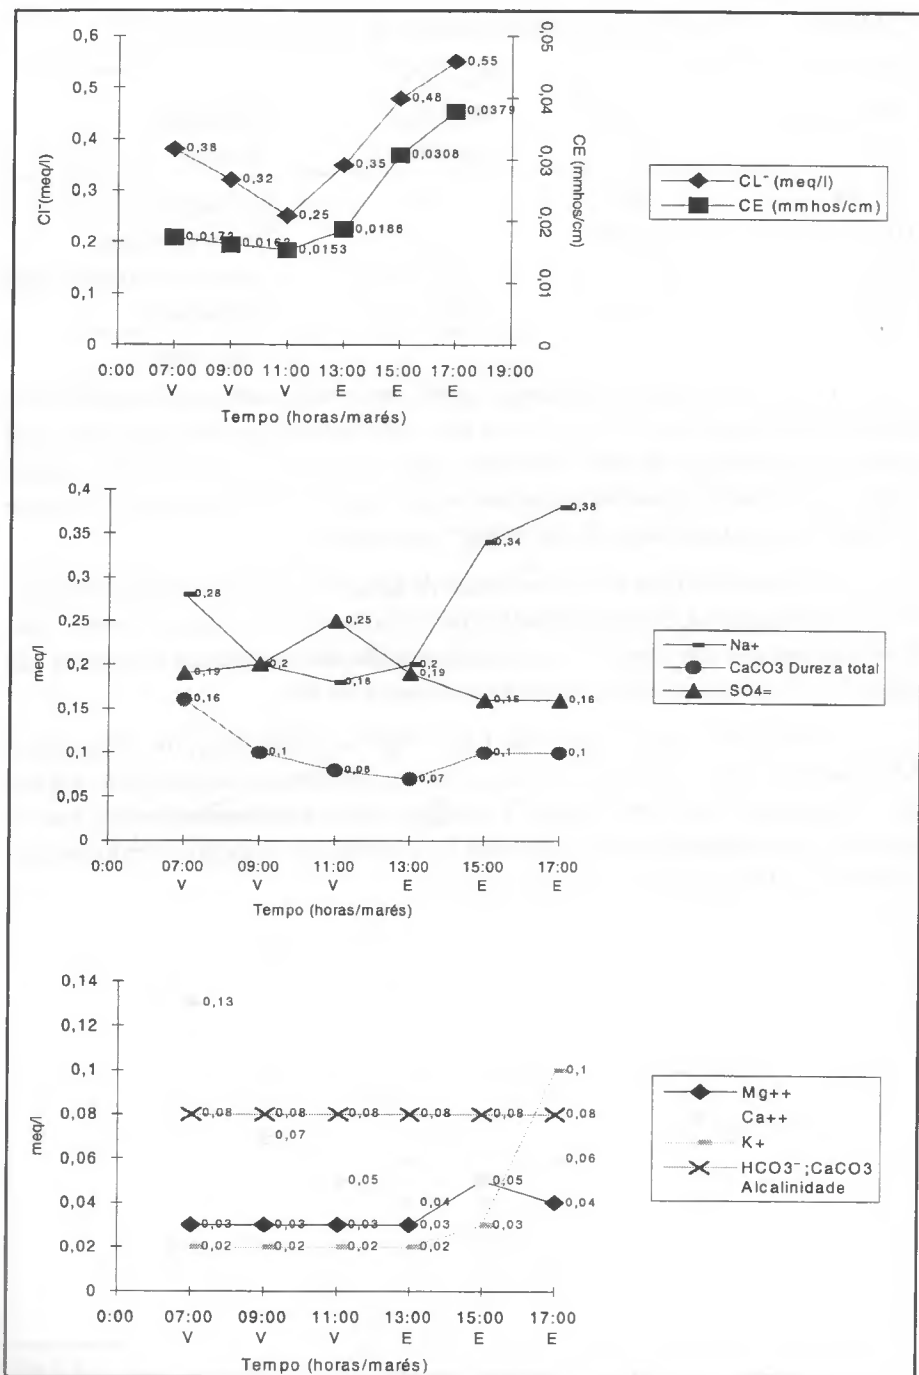 0,6
0,5
0,4
0,3
0,2
0,1
0
Cl⁻(meq/l)
0,05
0,04
0,03
0,02
0,01
0
CE (mmhos/cm)
0,38
0,32
0,25
0,35
0,48
0,55
0,0153
0,0308
0,0379
0:00 07:00 09:00 11:00 13:00 15:00 17:00 19:00
V V V E E E
Tempo (horas/marés)
CL⁻ (meq/l)
CE (mmhos/cm)
0,4
0,35
0,3
0,25
0,2
0,15
0,1
0,05
0
meq/l
0,28
0,2
0,2
0,34
0,38
0,19
0,25
0,19
0,16
0,16
0,1
0,07
0,1
0,1
0:00 07:00 09:00 11:00 13:00 15:00 17:00
V V V E E E
Tempo (horas/marés)
Na+
CaCO3 Dureza total
SO4=
0,14
0,12
0,1
0,08
0,06
0,04
0,02
0
meq/l
0,13
0,1
0,08 0,08 0,08 0,08 0,08 0,08
0,07
0,05
0,04
0,05
0,06
0,03 0,03 0,03 0,03
0,04
0,02 0,02 0,02 0,02
0,03
0:00 07:00 09:00 11:00 13:00 15:00 17:00
V V V E E E
Tempo (horas/marés)
Mg++
Ca++
K+
HCO3⁻;CaCO3
Alcalinidade